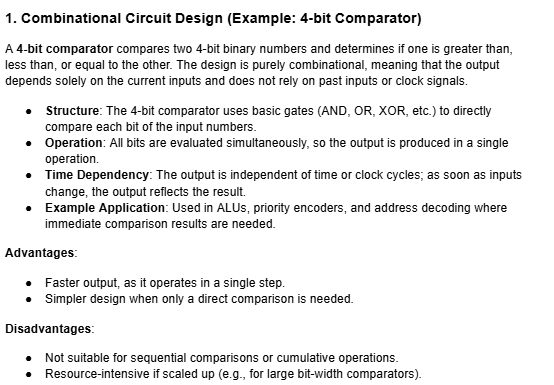 1. Combinational Circuit Design (Example: 4-bit Comparator)
A 4-bit comparator compares two 4-bit binary numbers and determines if one is greater than,
less than, or equal to the other. The design is purely combinational, meaning that the output
depends solely on the current inputs and does not rely on past inputs or clock signals.
● Structure: The 4-bit comparator uses basic gates (AND, OR, XOR, etc.) to directly
compare each bit of the input numbers.
● Operation: All bits are evaluated simultaneously, so the output is produced in a single
operation.
● Time Dependency: The output is independent of time or clock cycles; as soon as inputs
change, the output reflects the result.
● Example Application: Used in ALUs, priority encoders, and address decoding where
immediate comparison results are needed.
Advantages:
● Faster output, as it operates in a single step.
● Simpler design when only a direct comparison is needed.
Disadvantages:
● Not suitable for sequential comparisons or cumulative operations.
● Resource-intensive if scaled up (e.g., for large bit-width comparators).